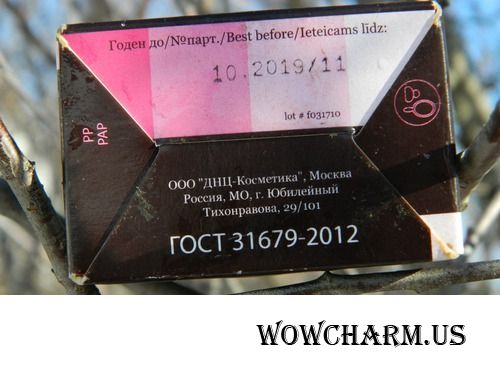 Годен до/№парт./Best before/Ieteicams līdz:
10.2019/11
lot # f031710
PP
PAP
ООО "ДНЦ-Косметика", Москва
Россия, МО, г. Юбилейный
Тихонравова, 29/101
ГОСТ 31679-2012
WOWCHARM.US